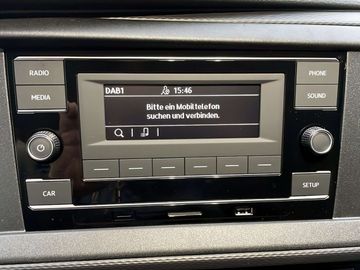 RADIO
MEDIA
CAR
DAB1 15:46
Bitte ein Mobiltelefon
suchen und verbinden.
PHONE
SOUND
SETUP